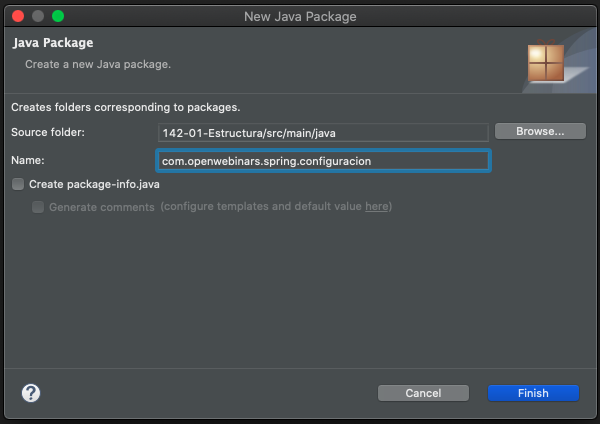 New Java Package
Java Package
Create a new Java package.
Creates folders corresponding to packages.
Source folder: 142-01-Estructura/src/main/java Browse...
Name: com.openwebinars.spring.configuracion
Create package-info.java
Generate comments (configure templates and default value here)
? Cancel Finish